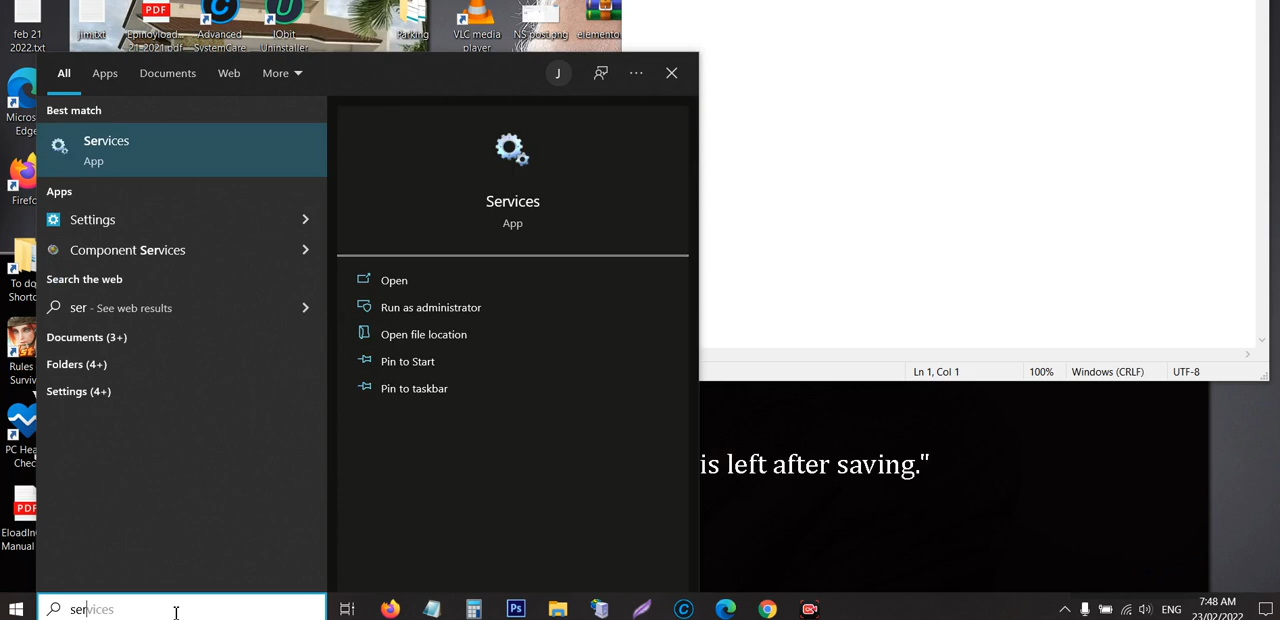 feb 21
2022.txt
jim.txt
PDF
Epinoyload...
21-2021.pdf
Advanced
SystemCare
IObit
Uninstaller
Parking
VLC media
player
NS post.png
elemento
Micros
Edge
Firefo
To do
Shorto
Rules
Surviv
PC Hea
Chec
PDF
EloadIn
Manual
All
Apps
Documents
Web
More
J
Best match
Services
App
Apps
Settings
Component Services
Search the web
ser - See web results
Documents (3+)
Folders (4+)
Settings (4+)
Services
App
Open
Run as administrator
Open file location
Pin to Start
Pin to taskbar
Ln 1, Col 1
100%
Windows (CRLF)
UTF-8
is left after saving."
services
Ps
ENG
7:48 AM
23/02/2022